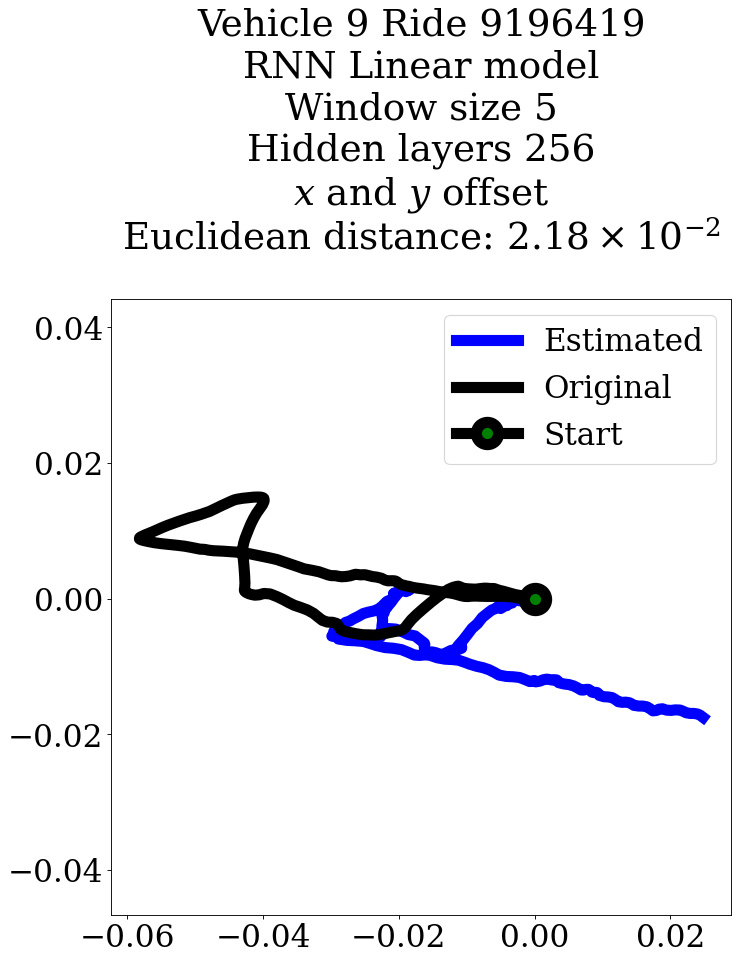 Vehicle 9 Ride 9196419
RNN Linear model
Window size 5
Hidden layers 256
x and y offset
Euclidean distance: 2.18 × 10⁻²
Estimated
Original
Start
0.04
0.02
0.00
−0.02
−0.04
−0.06 −0.04 −0.02 0.00 0.02